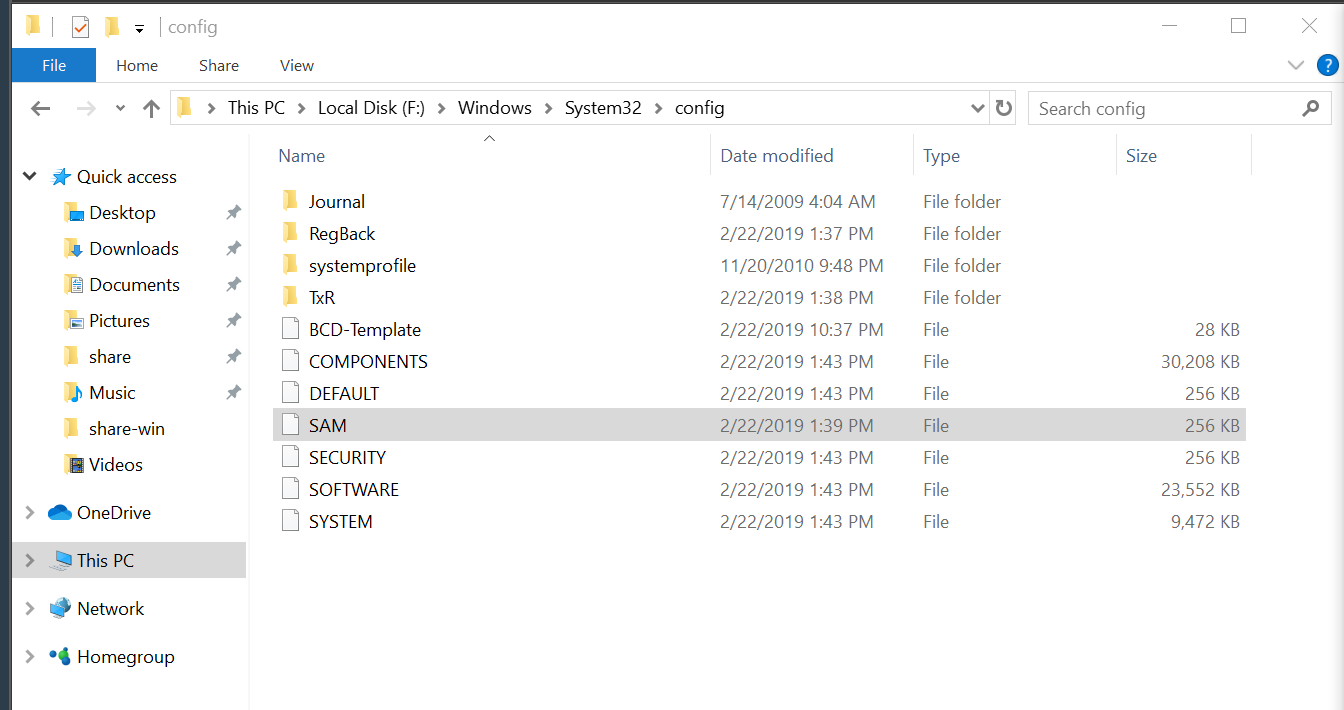 config
File Home Share View
This PC Local Disk (F:) Windows System32 config
Search config
Name Date modified Type Size
Quick access
Desktop
Downloads
Documents
Pictures
share
Music
share-win
Videos
OneDrive
This PC
Network
Homegroup
Journal 7/14/2009 4:04 AM File folder
RegBack 2/22/2019 1:37 PM File folder
systemprofile 11/20/2010 9:48 PM File folder
TxR 2/22/2019 1:38 PM File folder
BCD-Template 2/22/2019 10:37 PM File 28 KB
COMPONENTS 2/22/2019 1:43 PM File 30,208 KB
DEFAULT 2/22/2019 1:43 PM File 256 KB
SAM 2/22/2019 1:39 PM File 256 KB
SECURITY 2/22/2019 1:43 PM File 256 KB
SOFTWARE 2/22/2019 1:43 PM File 23,552 KB
SYSTEM 2/22/2019 1:43 PM File 9,472 KB